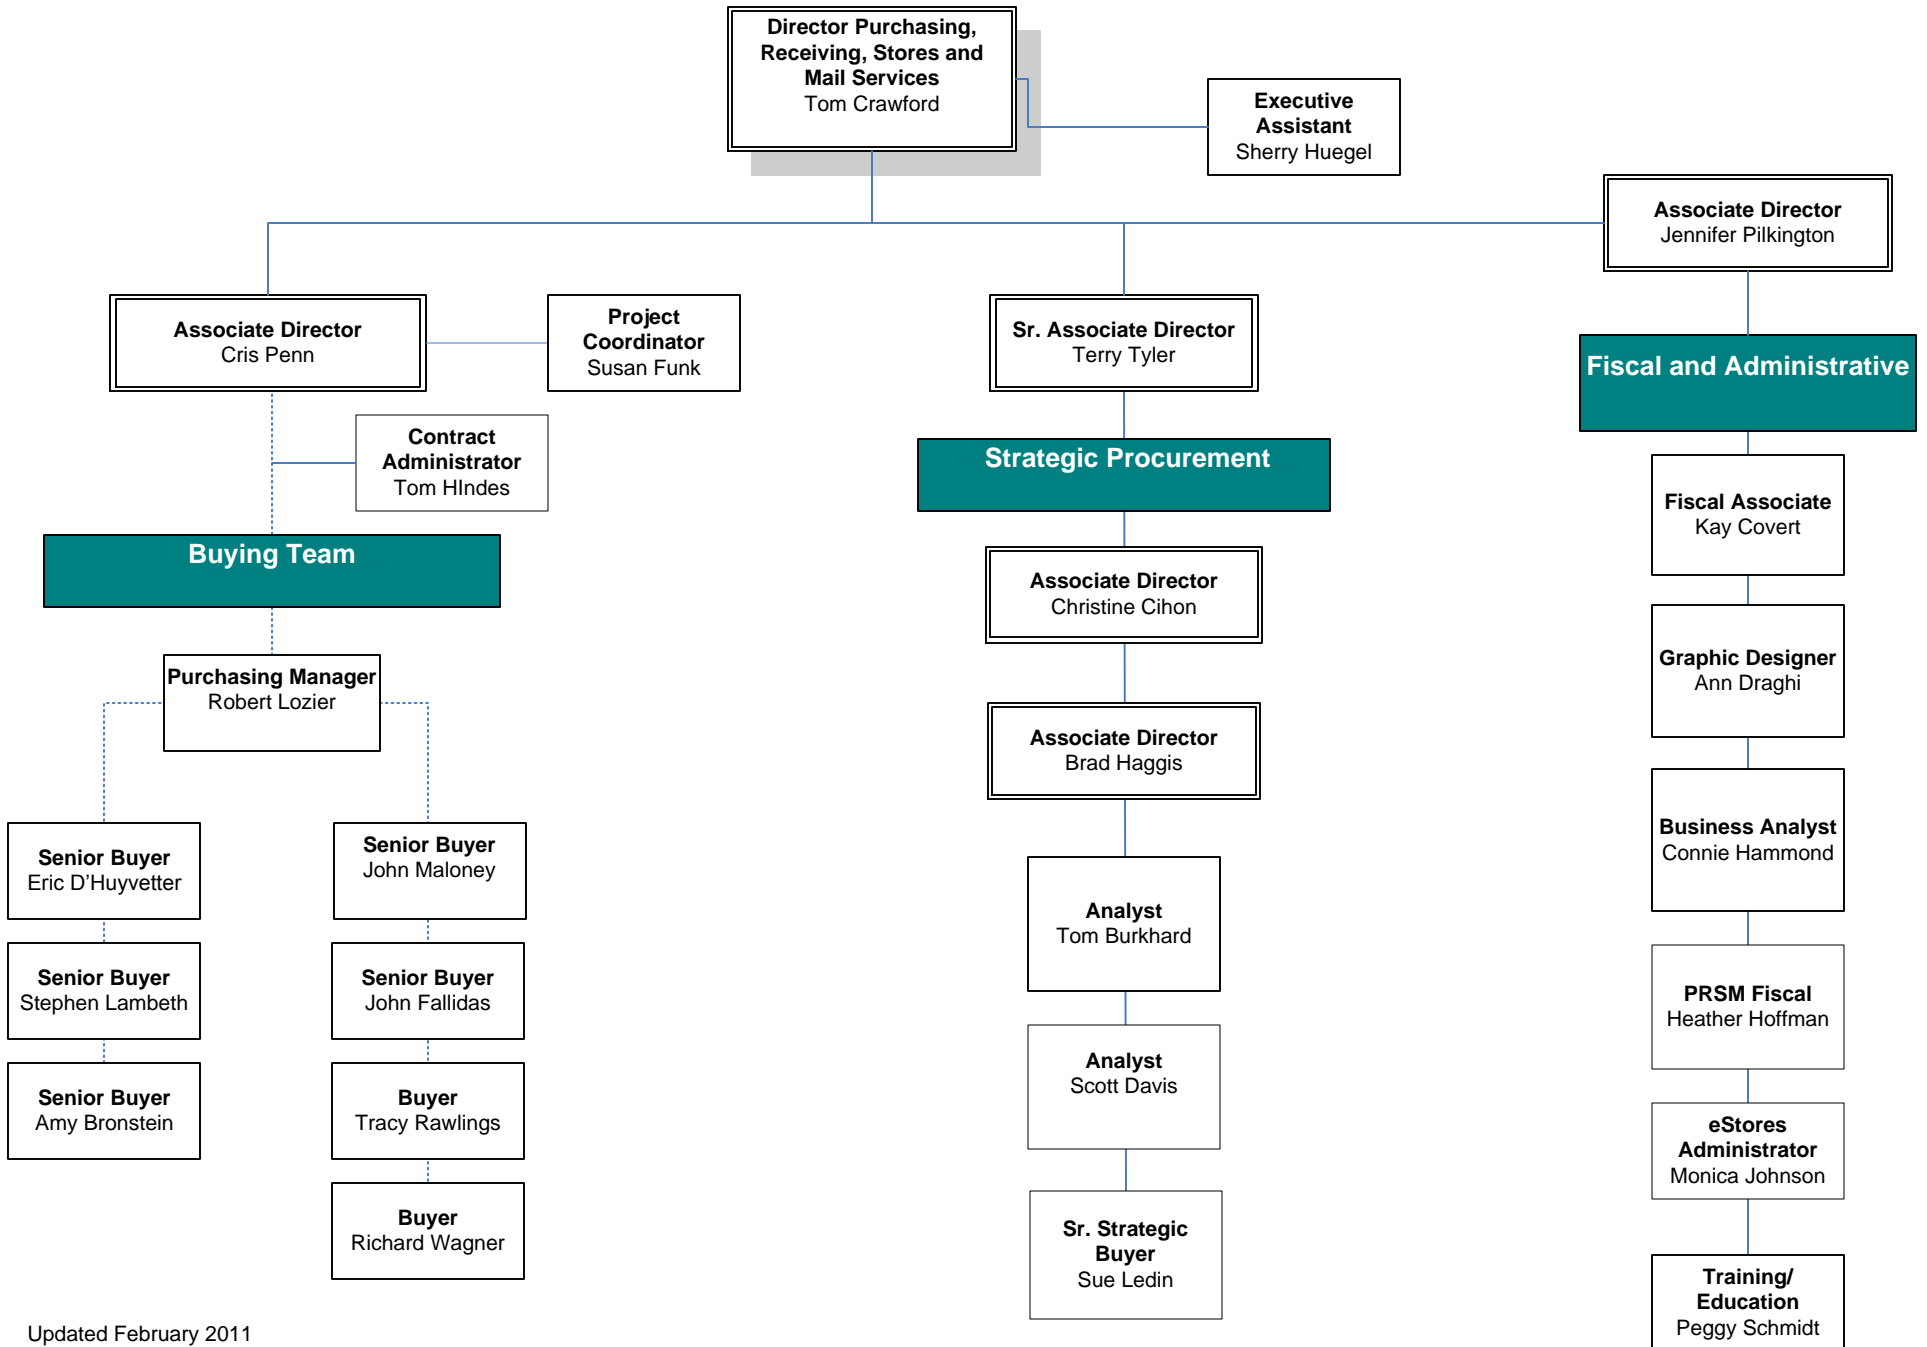 Director Purchasing,
Receiving, Stores and
Mail Services
Tom Crawford
Executive
Assistant
Sherry Huegel
Associate Director
Jennifer Pilkington
Associate Director
Cris Penn
Project
Coordinator
Susan Funk
Sr. Associate Director
Terry Tyler
Fiscal and Administrative
Contract
Administrator
Tom HIndes
Buying Team
Purchasing Manager
Robert Lozier
Senior Buyer
Eric D’Huyvetter
Senior Buyer
Stephen Lambeth
Senior Buyer
Amy Bronstein
Senior Buyer
John Maloney
Senior Buyer
John Fallidas
Buyer
Tracy Rawlings
Buyer
Richard Wagner
Strategic Procurement
Associate Director
Christine Cihon
Associate Director
Brad Haggis
Analyst
Tom Burkhard
Analyst
Scott Davis
Sr. Strategic
Buyer
Sue Ledin
Fiscal Associate
Kay Covert
Graphic Designer
Ann Draghi
Business Analyst
Connie Hammond
PRSM Fiscal
Heather Hoffman
eStores
Administrator
Monica Johnson
Training/
Education
Peggy Schmidt
Updated February 2011